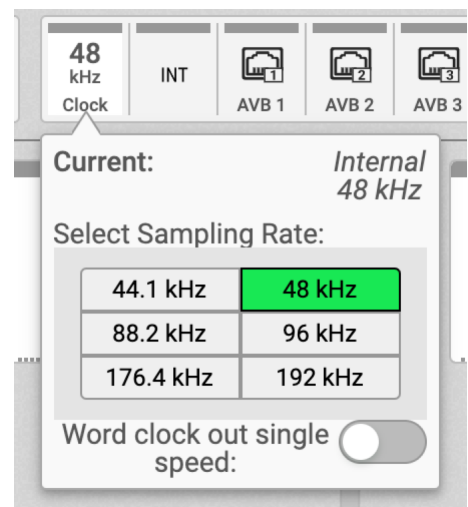 48
kHz
Clock
INT
1
AVB 1
2
AVB 2
3
AVB 3
Current:
Internal
48 kHz
Select Sampling Rate:
44.1 kHz
48 kHz
88.2 kHz
96 kHz
176.4 kHz
192 kHz
Word clock out single
speed: